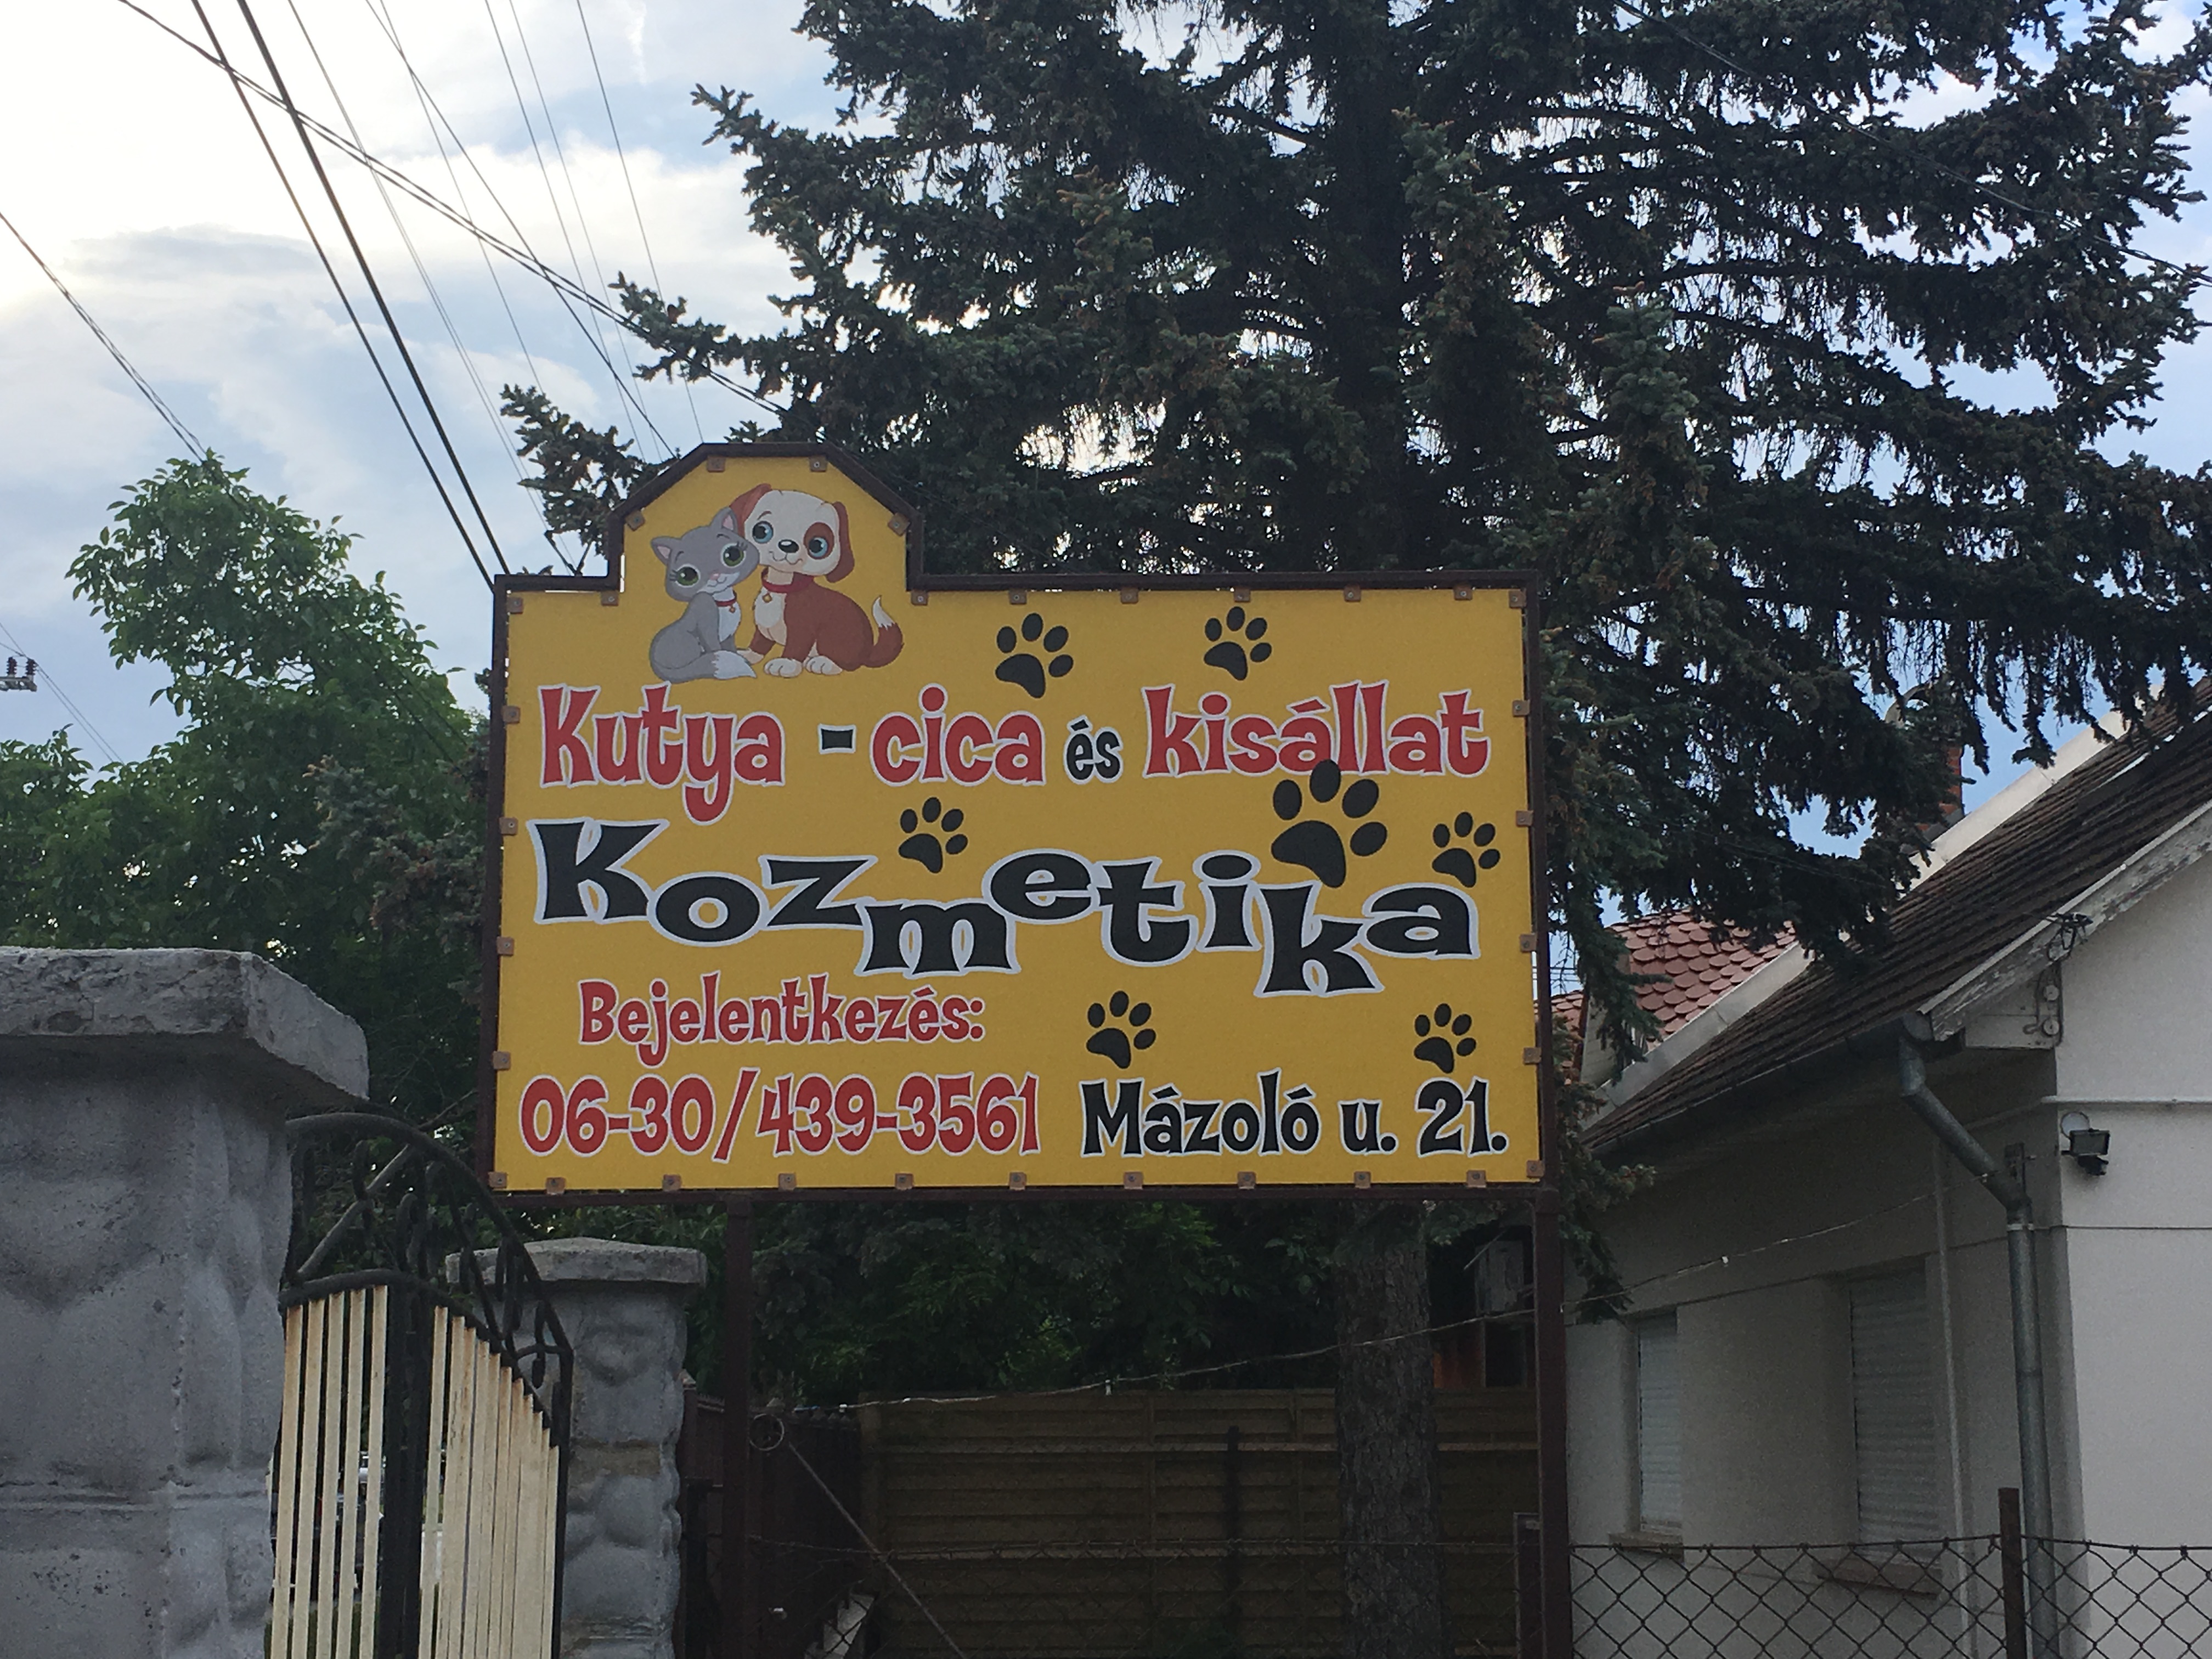 Kutya - cica és kisállat
Kozmetika
Bejelentkezés:
06-30/439-3561 Mázoló u. 21.